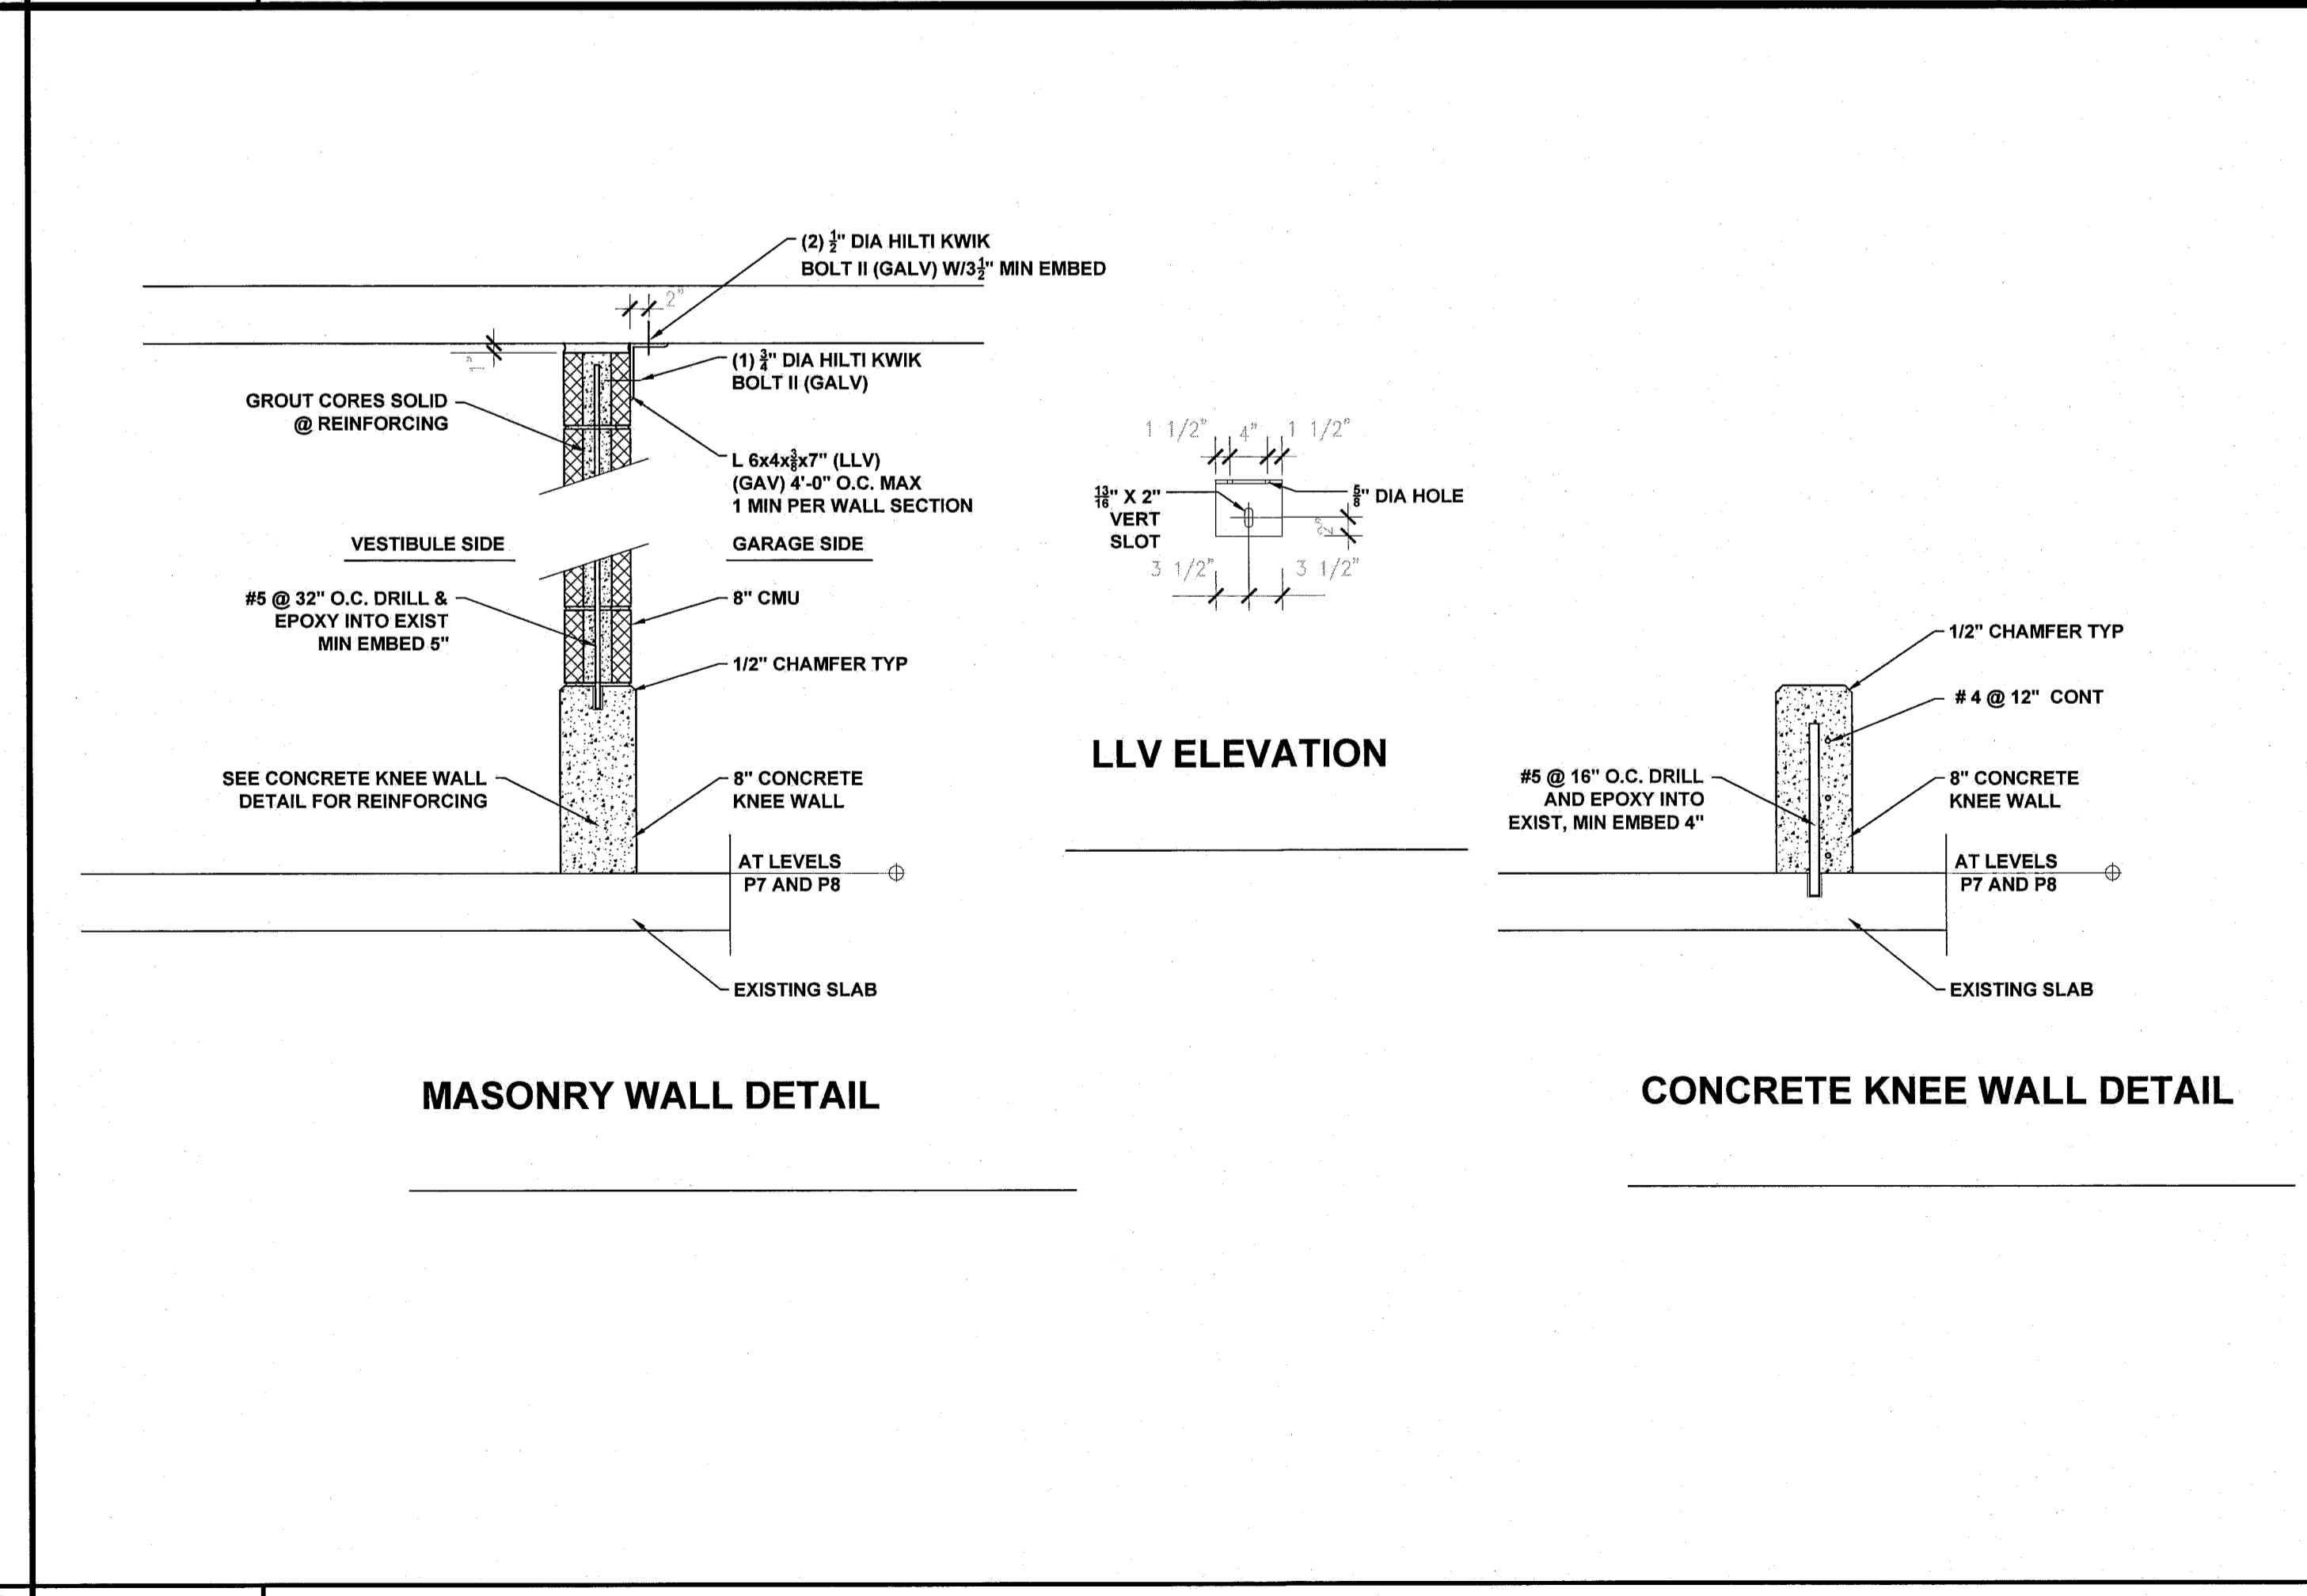 (2) 1/2" DIA HILTI KWIK
BOLT II (GALV) W/3 1/2" MIN EMBED
2"
1"
(1) 3/4" DIA HILTI KWIK
BOLT II (GALV)
GROUT CORES SOLID
@ REINFORCING
L 6x4x3/8x7" (LLV)
(GAV) 4'-0" O.C. MAX
1 MIN PER WALL SECTION
VESTIBULE SIDE
GARAGE SIDE
#5 @ 32" O.C. DRILL &
EPOXY INTO EXIST
MIN EMBED 5"
8" CMU
1/2" CHAMFER TYP
SEE CONCRETE KNEE WALL
DETAIL FOR REINFORCING
8" CONCRETE
KNEE WALL
AT LEVELS
P7 AND P8
EXISTING SLAB
MASONRY WALL DETAIL
1 1/2" 4" 1 1/2"
13/16" X 2"
VERT
SLOT
5/8" DIA HOLE
2"
3 1/2" 3 1/2"
LLV ELEVATION
1/2" CHAMFER TYP
# 4 @ 12" CONT
#5 @ 16" O.C. DRILL
AND EPOXY INTO
EXIST, MIN EMBED 4"
8" CONCRETE
KNEE WALL
AT LEVELS
P7 AND P8
EXISTING SLAB
CONCRETE KNEE WALL DETAIL